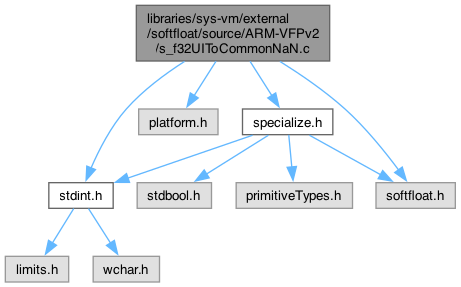 libraries/sys-vm/external
/softfloat/source/ARM-VFPv2
/s_f32UIToCommonNaN.c
platform.h
specialize.h
stdint.h
stdbool.h
primitiveTypes.h
softfloat.h
limits.h
wchar.h